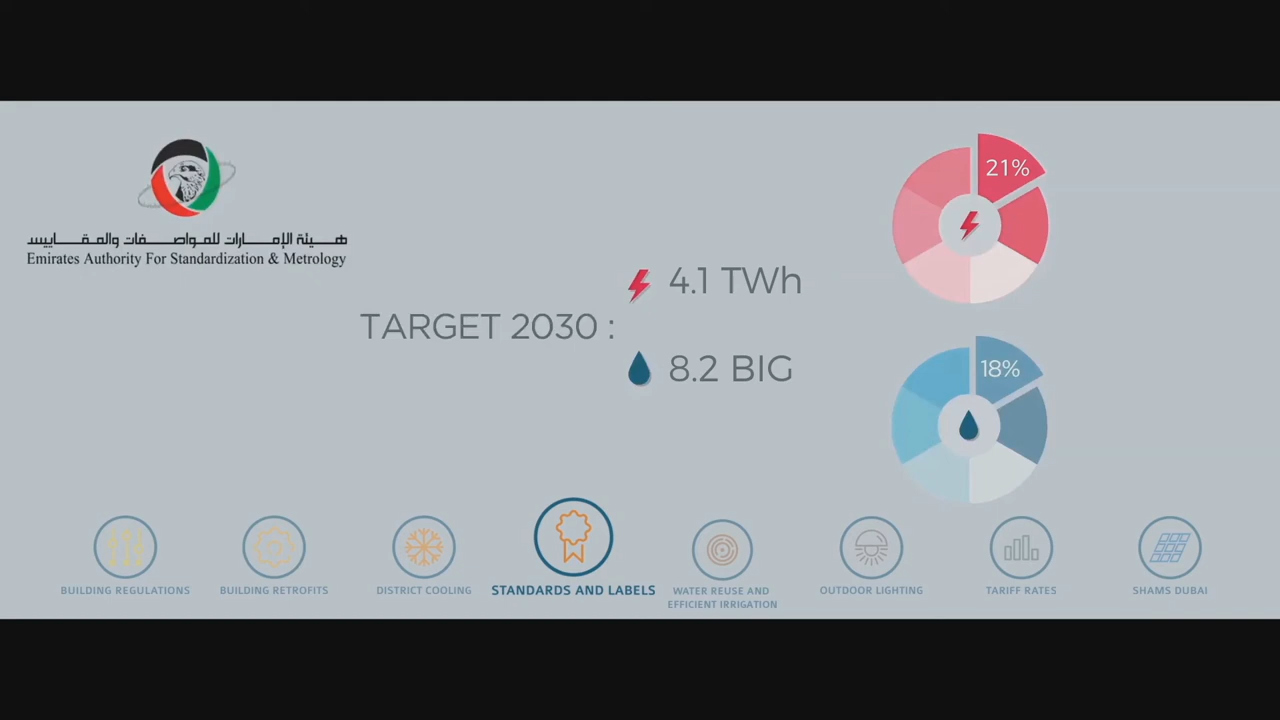 هيئة الإمارات للمواصفات والمقاييس
Emirates Authority For Standardization & Metrology
21%
4.1 TWh
TARGET 2030 :
8.2 BIG
18%
BUILDING REGULATIONS
BUILDING RETROFITS
DISTRICT COOLING
STANDARDS AND LABELS
WATER REUSE AND
EFFICIENT IRRIGATION
OUTDOOR LIGHTING
TARIFF RATES
SHAMS DUBAI